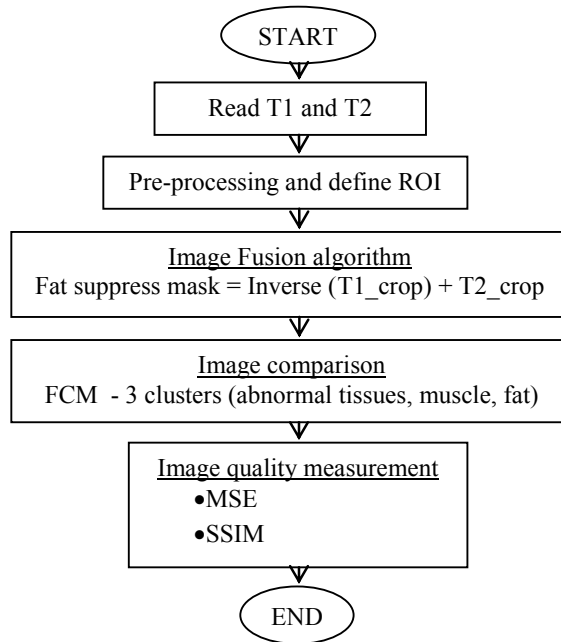 START
Read T1 and T2
Pre-processing and define ROI
Image Fusion algorithm
Fat suppress mask = Inverse (T1_crop) + T2_crop
Image comparison
FCM - 3 clusters (abnormal tissues, muscle, fat)
Image quality measurement
•MSE
•SSIM
END